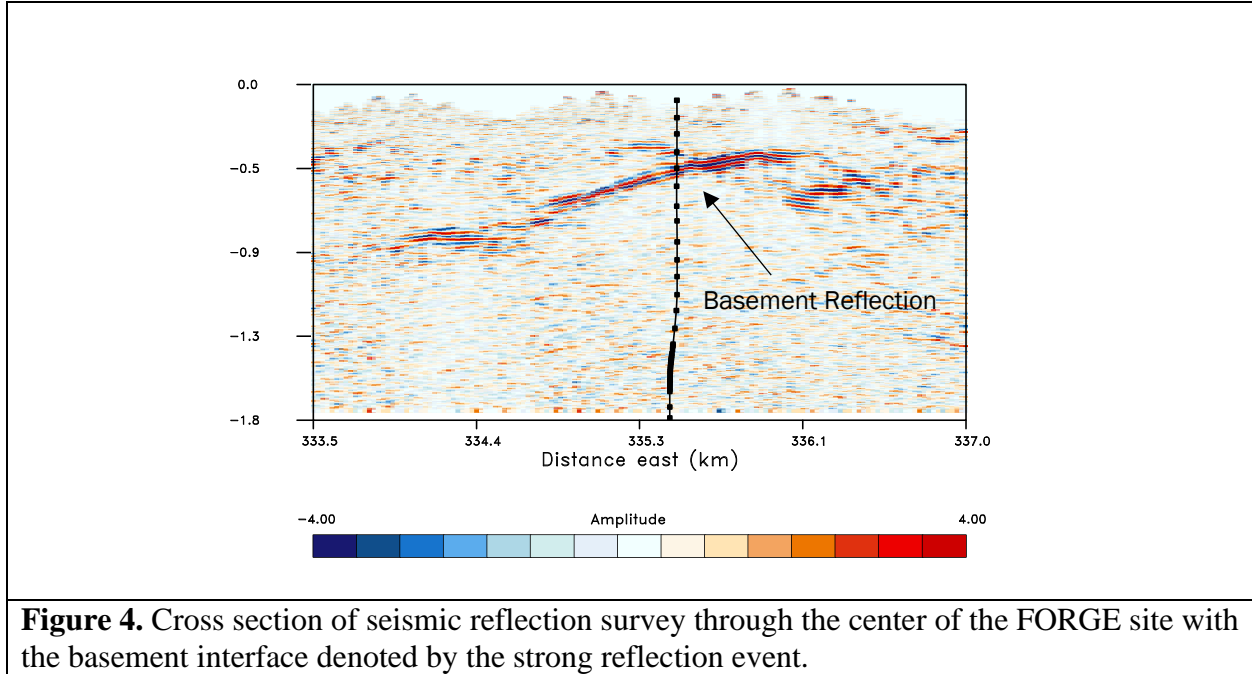 0.0
-0.5
-0.9
-1.3
-1.8
Basement Reflection
333.5 334.4 335.3 336.1 337.0
Distance east (km)
-4.00 Amplitude 4.00
Figure 4. Cross section of seismic reflection survey through the center of the FORGE site with
the basement interface denoted by the strong reflection event.